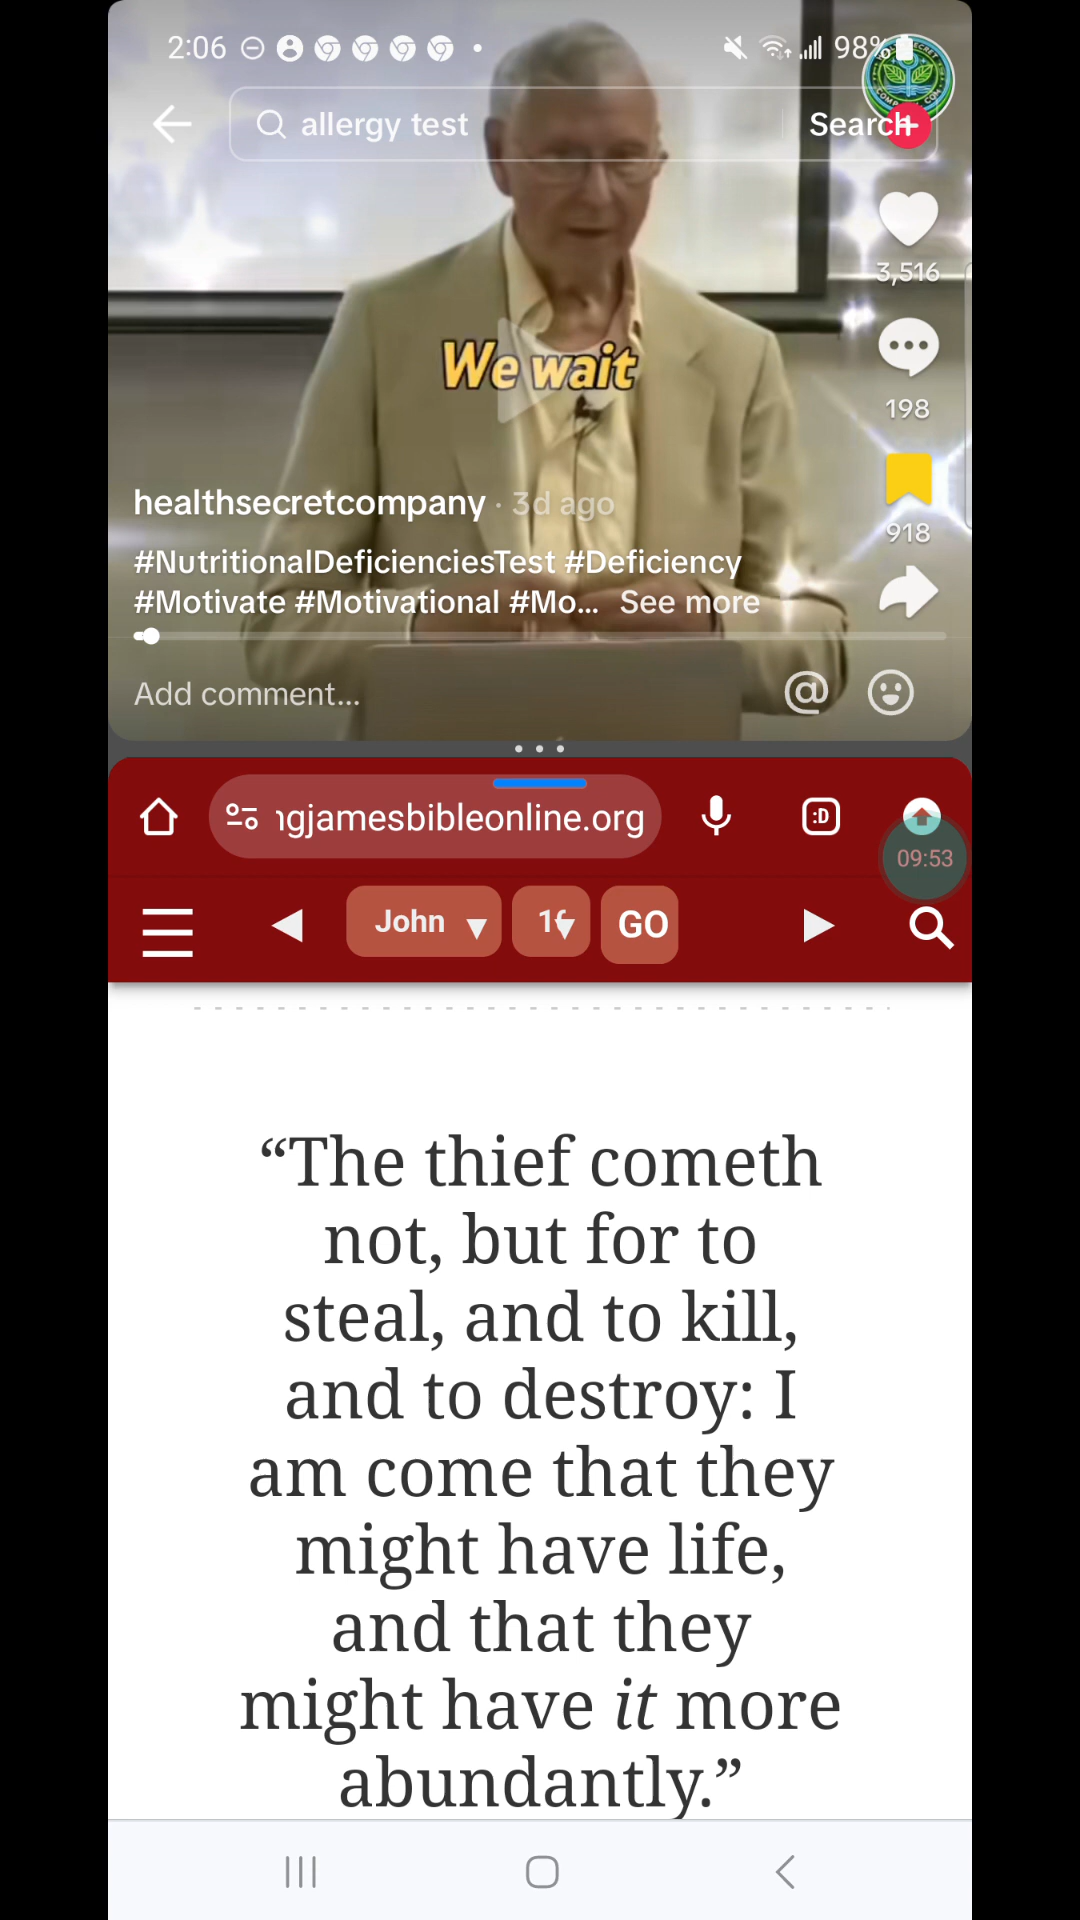 2:06
98%
allergy test
Search
3,516
We wait
198
healthsecretcompany · 3d ago
918
#NutritionalDeficienciesTest #Deficiency
#Motivate #Motivational #Mo... See more
Add comment...
@
ngjamesbibleonline.org
:D
09:53
John
GO
“The thief cometh
not, but for to
steal, and to kill,
and to destroy: I
am come that they
might have life,
and that they
might have it more
abundantly.”